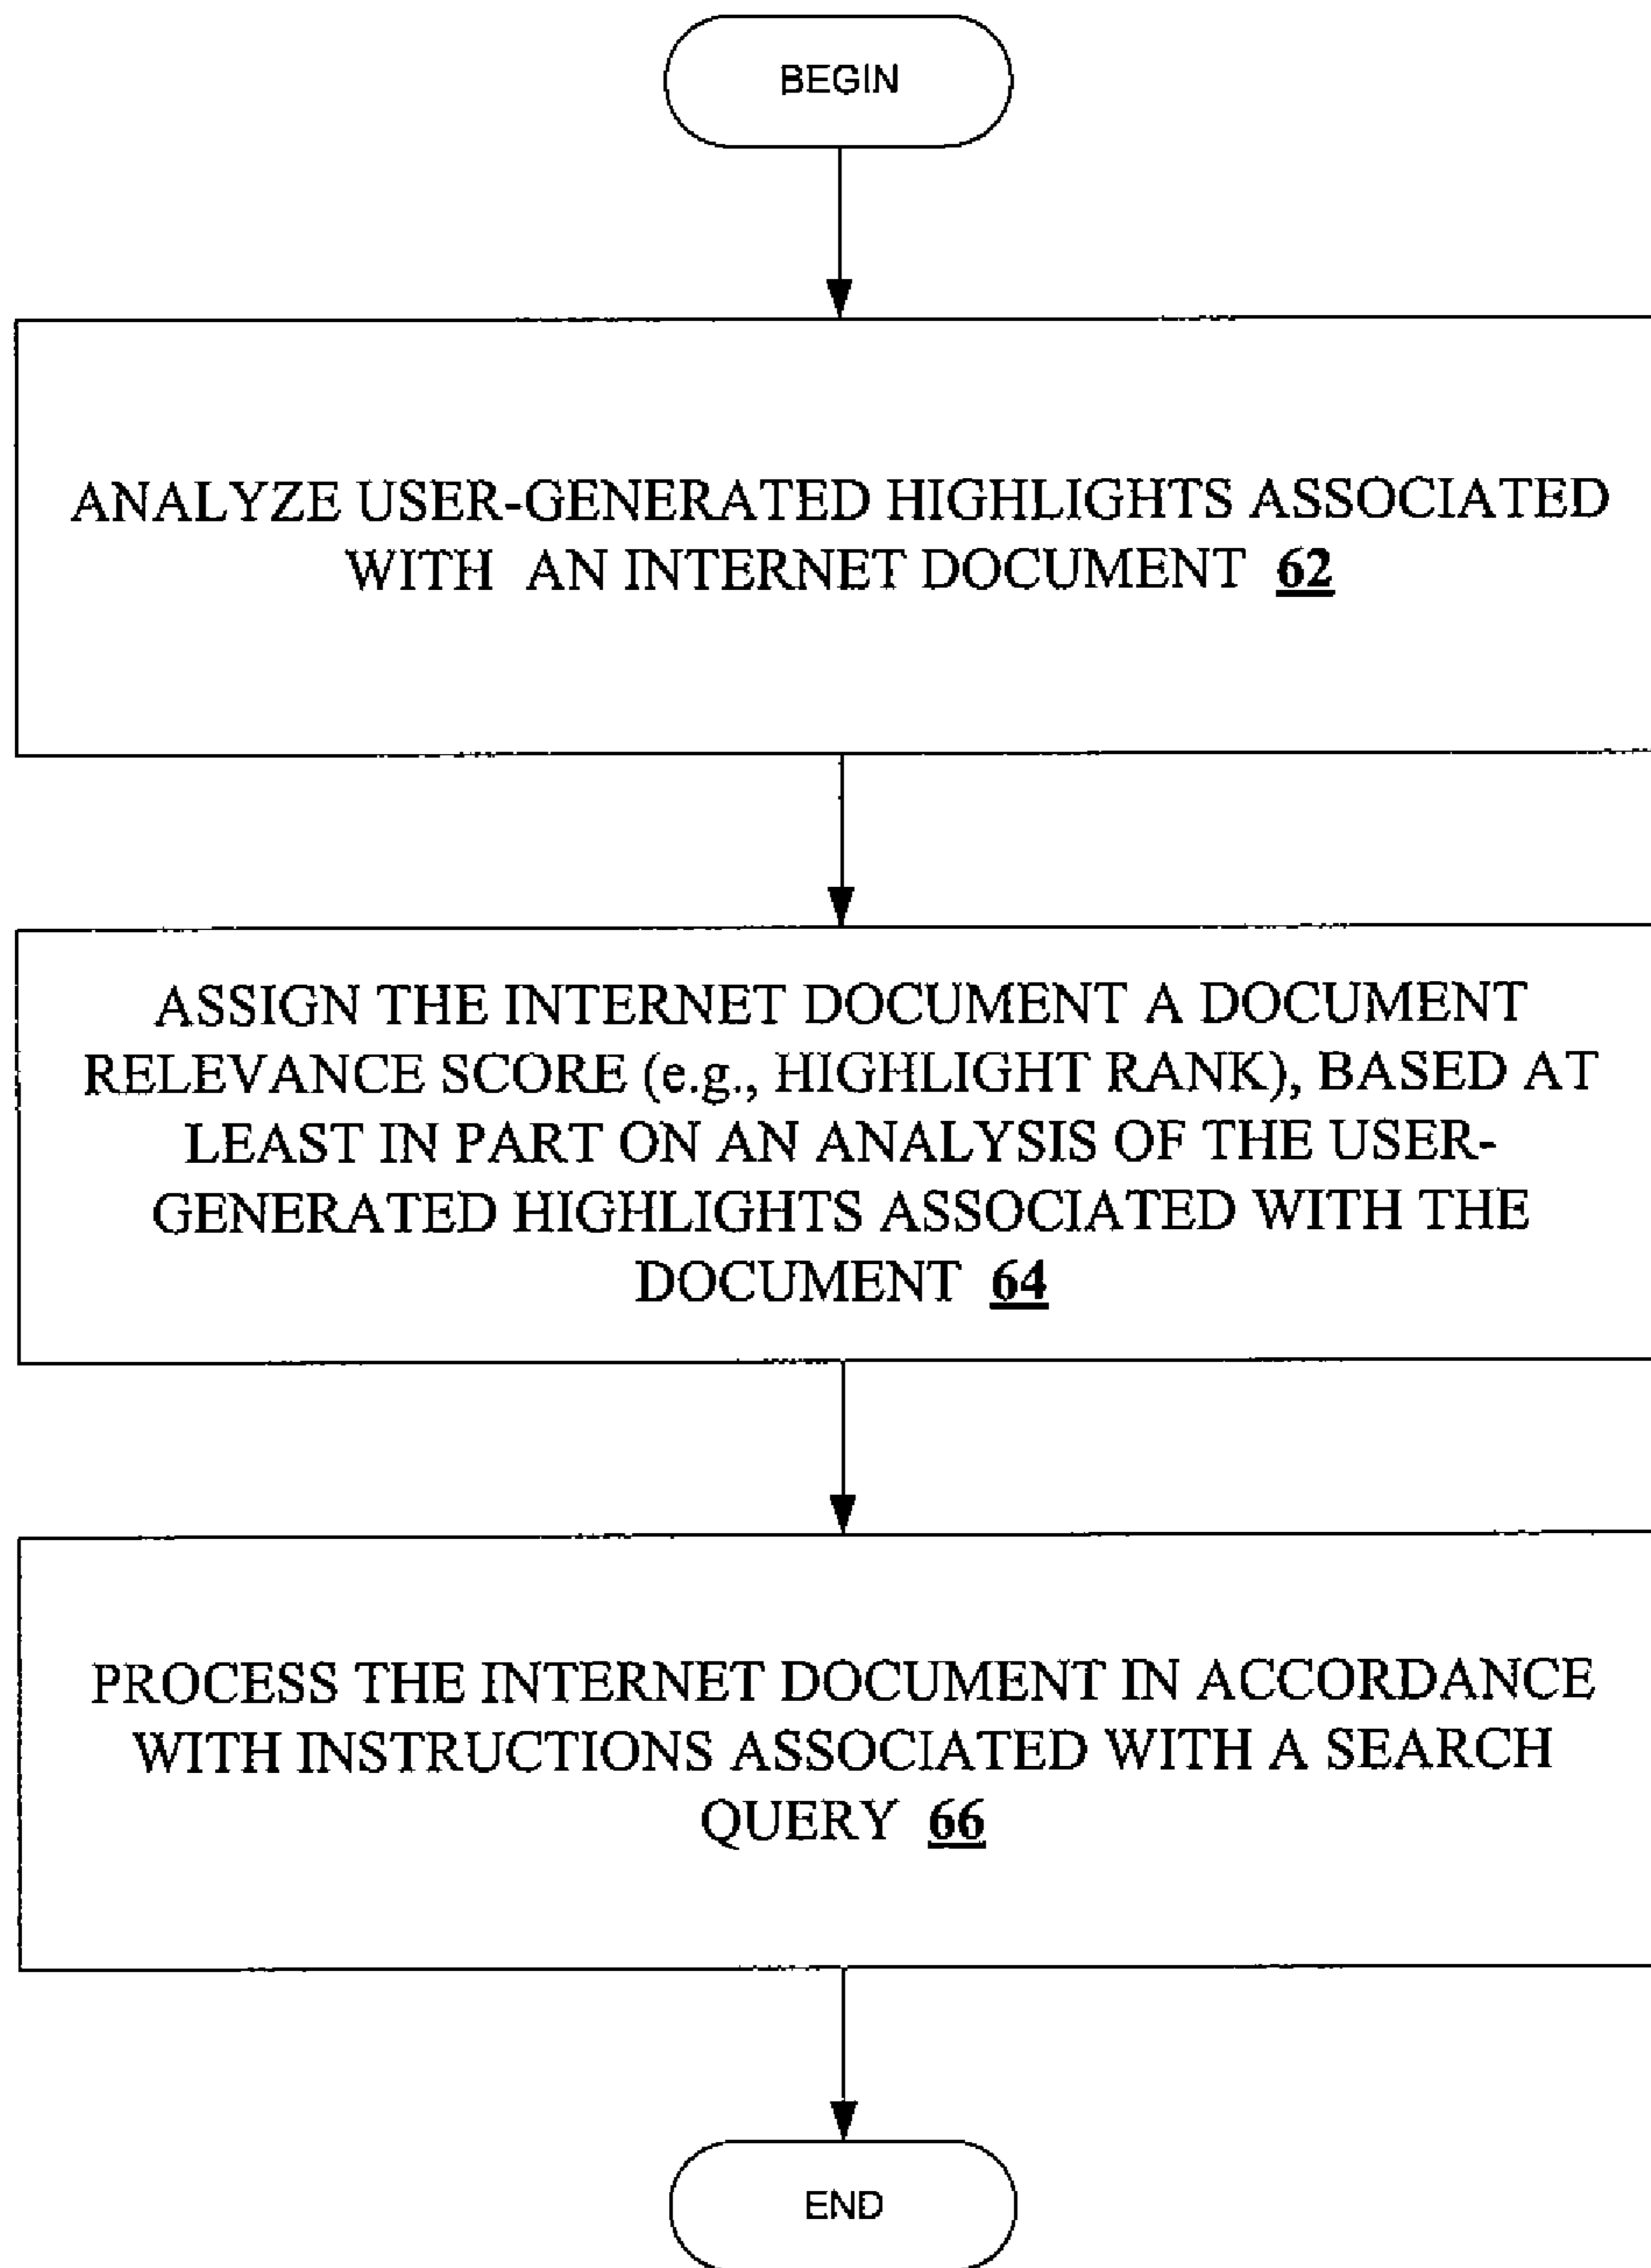 BEGIN
ANALYZE USER-GENERATED HIGHLIGHTS ASSOCIATED
WITH AN INTERNET DOCUMENT 62
ASSIGN THE INTERNET DOCUMENT A DOCUMENT
RELEVANCE SCORE (e.g., HIGHLIGHT RANK), BASED AT
LEAST IN PART ON AN ANALYSIS OF THE USER-
GENERATED HIGHLIGHTS ASSOCIATED WITH THE
DOCUMENT 64
PROCESS THE INTERNET DOCUMENT IN ACCORDANCE
WITH INSTRUCTIONS ASSOCIATED WITH A SEARCH
QUERY 66
END